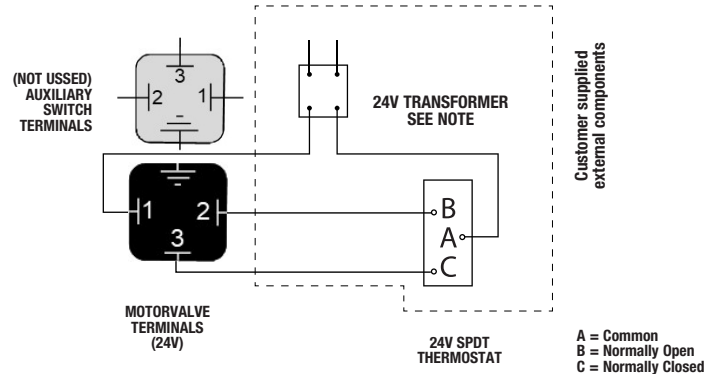 (NOT USSED)
AUXILIARY
SWITCH
TERMINALS
3
2
1
24V TRANSFORMER
SEE NOTE
Customer supplied
external components
1
2
3
B
A
C
MOTORVALVE
TERMINALS
(24V)
24V SPDT
THERMOSTAT
A = Common
B = Normally Open
C = Normally Closed